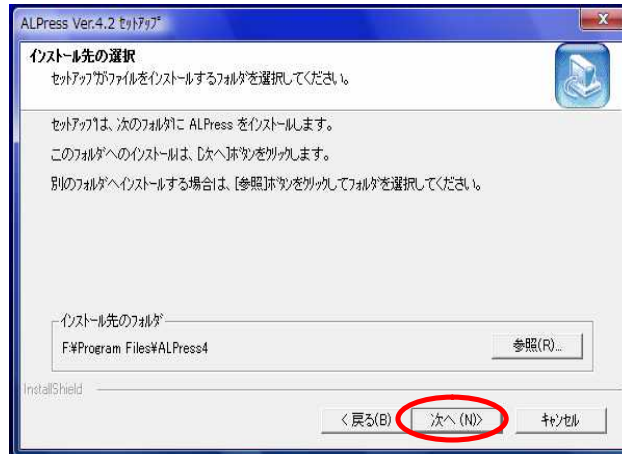 ALPress Ver.4.2 ｾｯﾄｱｯﾌﾟ
ｲﾝｽﾄｰﾙ先の選択
ｾｯﾄｱｯﾌﾟがﾌｧｲﾙをｲﾝｽﾄｰﾙするﾌｫﾙﾀﾞを選択してください。
ｾｯﾄｱｯﾌﾟは、次のﾌｫﾙﾀﾞに ALPress をｲﾝｽﾄｰﾙします。
このﾌｫﾙﾀﾞへのｲﾝｽﾄｰﾙは、[次へ]ﾎﾞﾀﾝをｸﾘｯｸします。
別のﾌｫﾙﾀﾞへｲﾝｽﾄｰﾙする場合は、[参照]ﾎﾞﾀﾝをｸﾘｯｸしてﾌｫﾙﾀﾞを選択してください。
ｲﾝｽﾄｰﾙ先のﾌｫﾙﾀﾞ
F:¥Program Files¥ALPress4
参照(R)...
InstallShield
< 戻る(B)
次へ (N)>
ｷｬﾝｾﾙ